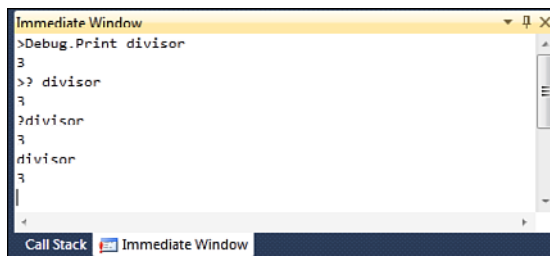 Immediate Window
>Debug.Print divisor
3
>? divisor
3
?divisor
3
divisor
3
Call Stack Immediate Window